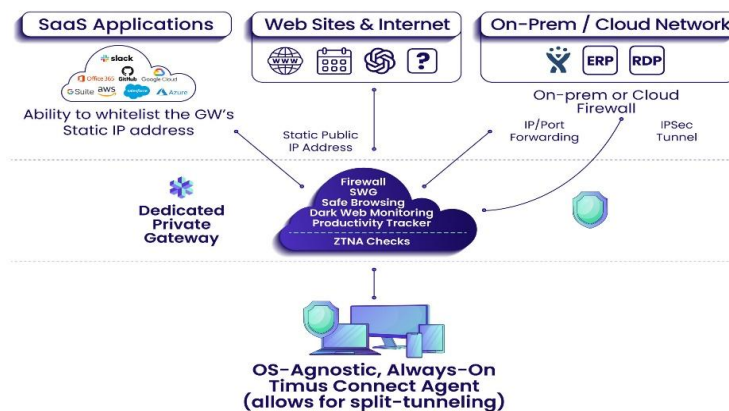 SaaS Applications
Web Sites & Internet
On-Prem / Cloud Network
slack
Office 365
GitHub
Google Cloud
G Suite
aws
salesforce
Azure
WWW
?
ERP
RDP
Ability to whitelist the GW's
Static IP address
Static Public
IP Address
On-prem or Cloud
Firewall
IP/Port
Forwarding
IPSec
Tunnel
Dedicated
Private
Gateway
Firewall
SWG
Safe Browsing
Dark Web Monitoring
Productivity Tracker
ZTNA Checks
OS-Agnostic, Always-On
Timus Connect Agent
(allows for split-tunneling)